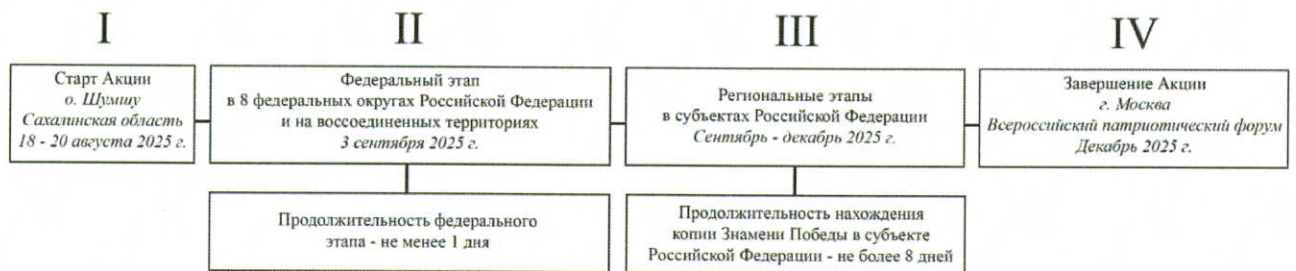 I
II
III
IV
Старт Акции
о. Шумшу
Сахалинская область
18 - 20 августа 2025 г.
Федеральный этап
в 8 федеральных округах Российской Федерации
и на воссоединенных территориях
3 сентября 2025 г.
Региональные этапы
в субъектах Российской Федерации
Сентябрь - декабрь 2025 г.
Завершение Акции
г. Москва
Всероссийский патриотический форум
Декабрь 2025 г.
Продолжительность федерального
этапа - не менее 1 дня
Продолжительность нахождения
копии Знамени Победы в субъекте
Российской Федерации - не более 8 дней